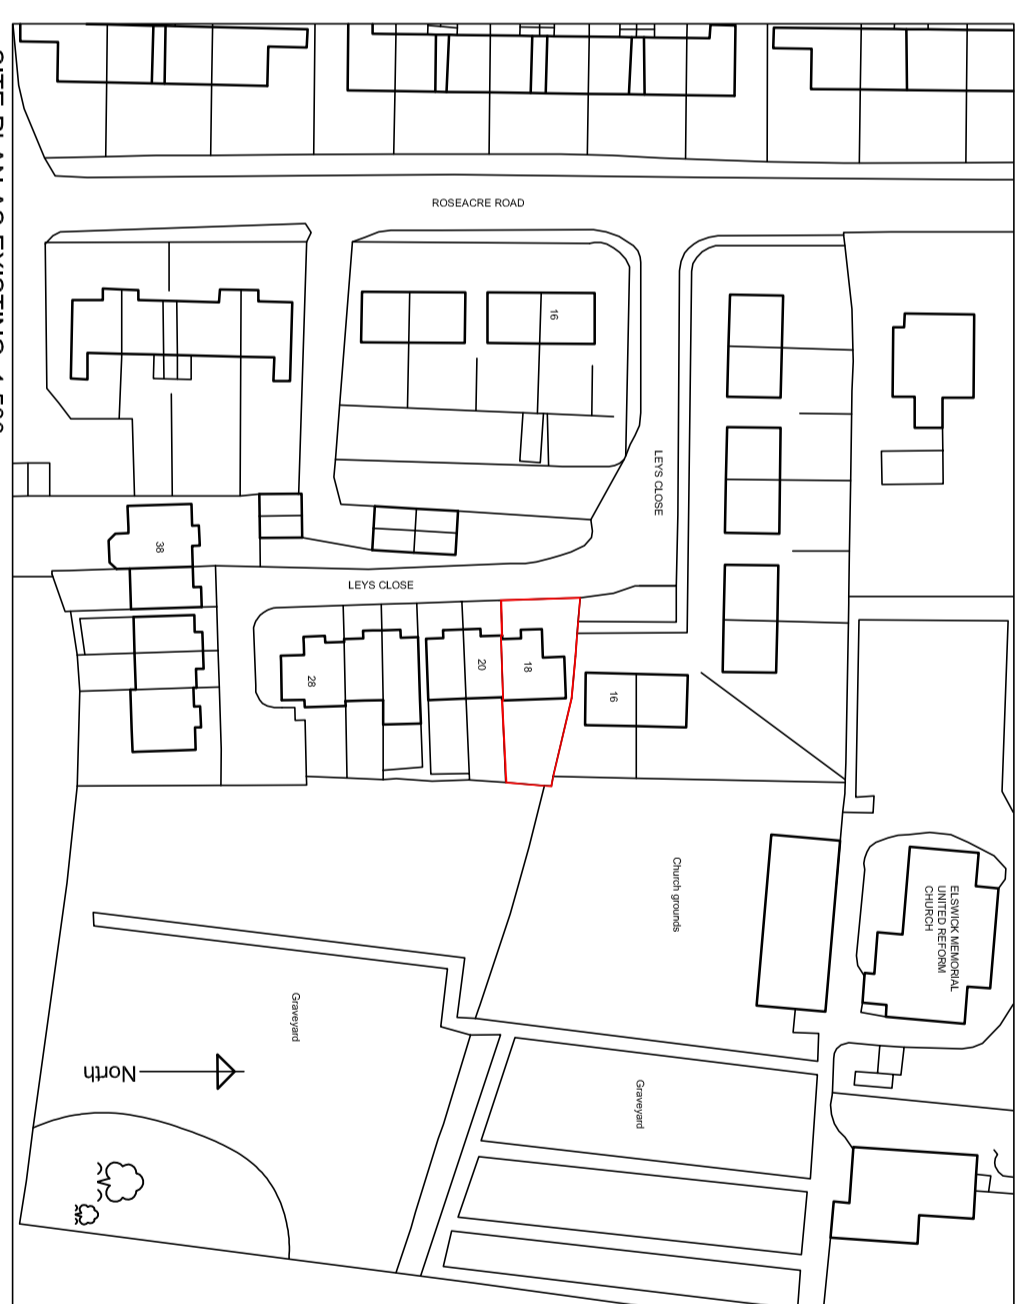 ROSEACRE ROAD
16
LEYS CLOSE
38
LEYS CLOSE
28
20
18
16
Church grounds
ELSWICK MEMORIAL
UNITED REFORM
CHURCH
Graveyard
North
Graveyard